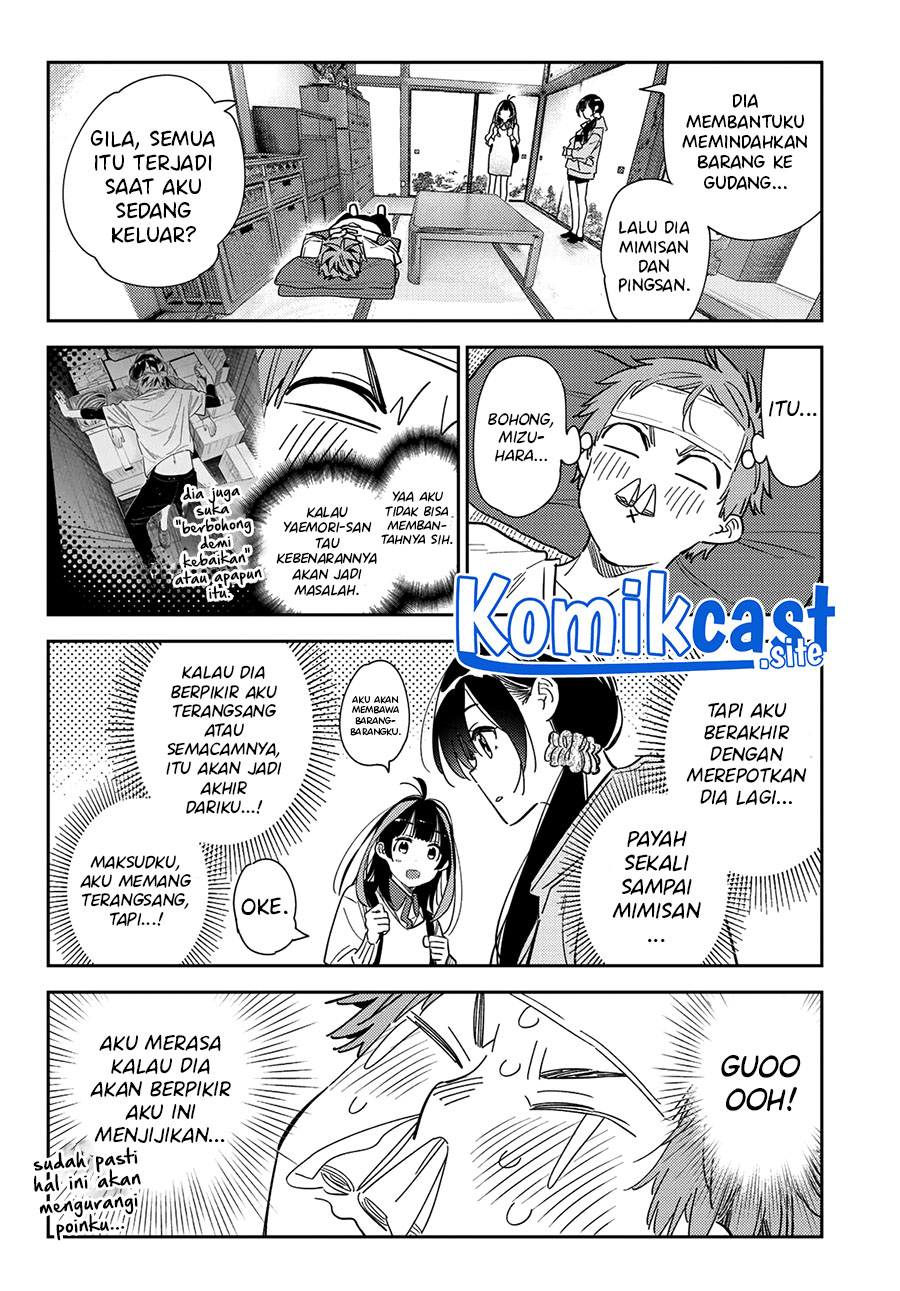 DIA
MEMBANTUKU
MEMINDAHKAN
BARANG KE
GUDANG...
LALU DIA
MIMISAN
DAN
PINGSAN.
GILA, SEMUA
ITU TERJADI
SAAT AKU
SEDANG
KELUAR?
ITU...
BOHONG,
MIZU-
HARA...
YAA AKU
TIDAK BISA
MEMBAN-
TAHNYA SIH.
KALAU
YAEMORI-SAN
TAU
KEBENARANNYA
AKAN JADI
MASALAH.
dia juga
suka
"berbohong
demi
kebaikan"
atau apapun
itu.
Komikcast
.site
TAPI AKU
BERAKHIR
DENGAN
MEREPOTKAN
DIA LAGI...
PAYAH
SEKALI
SAMPAI
MIMISAN
...
AKU AKAN
MEMBAWA
BARANG-
BARANGKU.
OKE.
KALAU DIA
BERPIKIR AKU
TERANGSANG
ATAU
SEMACAMNYA,
ITU AKAN JADI
AKHIR
DARIKU...!
MAKSUDKU,
AKU MEMANG
TERANGSANG,
TAPI...!
GUOO
OOH!
AKU MERASA
KALAU DIA
AKAN BERPIKIR
AKU INI
MENJIJIKAN...
sudah pasti
hal ini akan
mengurangi
poinku...